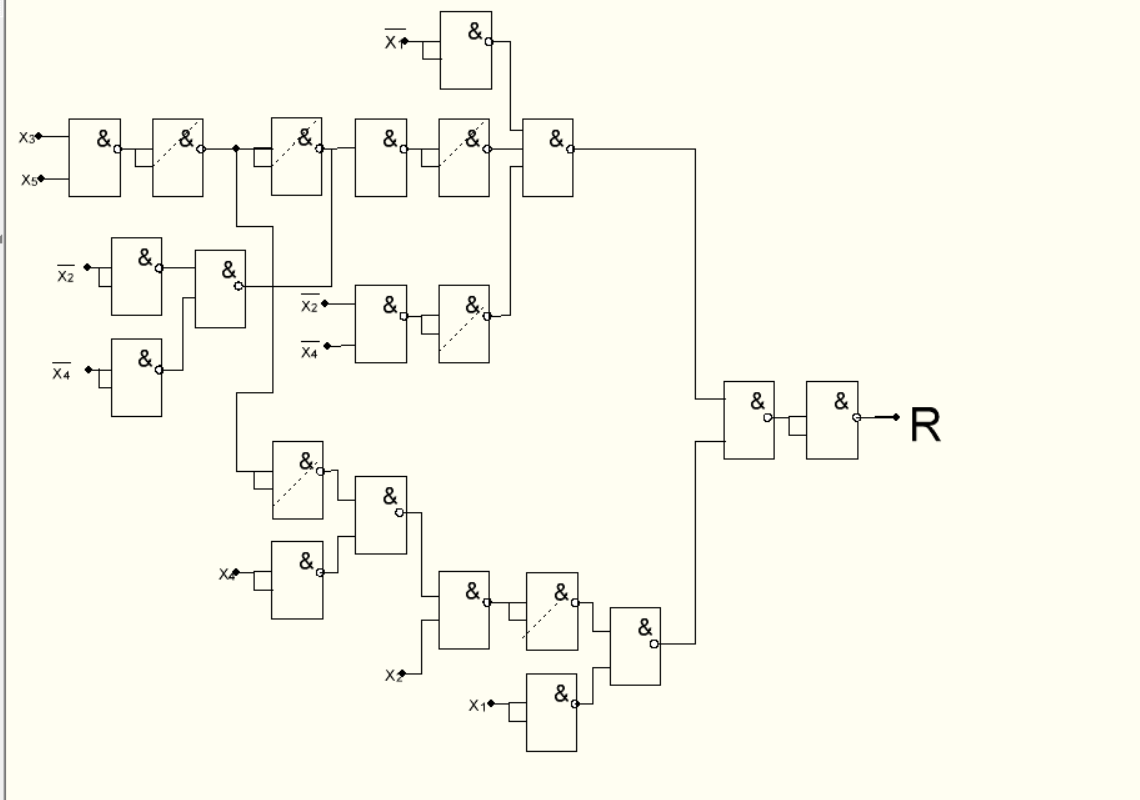 X̅1̅ &
X3 & & & & & &
X5
X̅2̅ & &
X̅4̅ &
X̅2̅ & &
X̅4̅
& & R
& &
X4 &
& & &
X2
X1 &